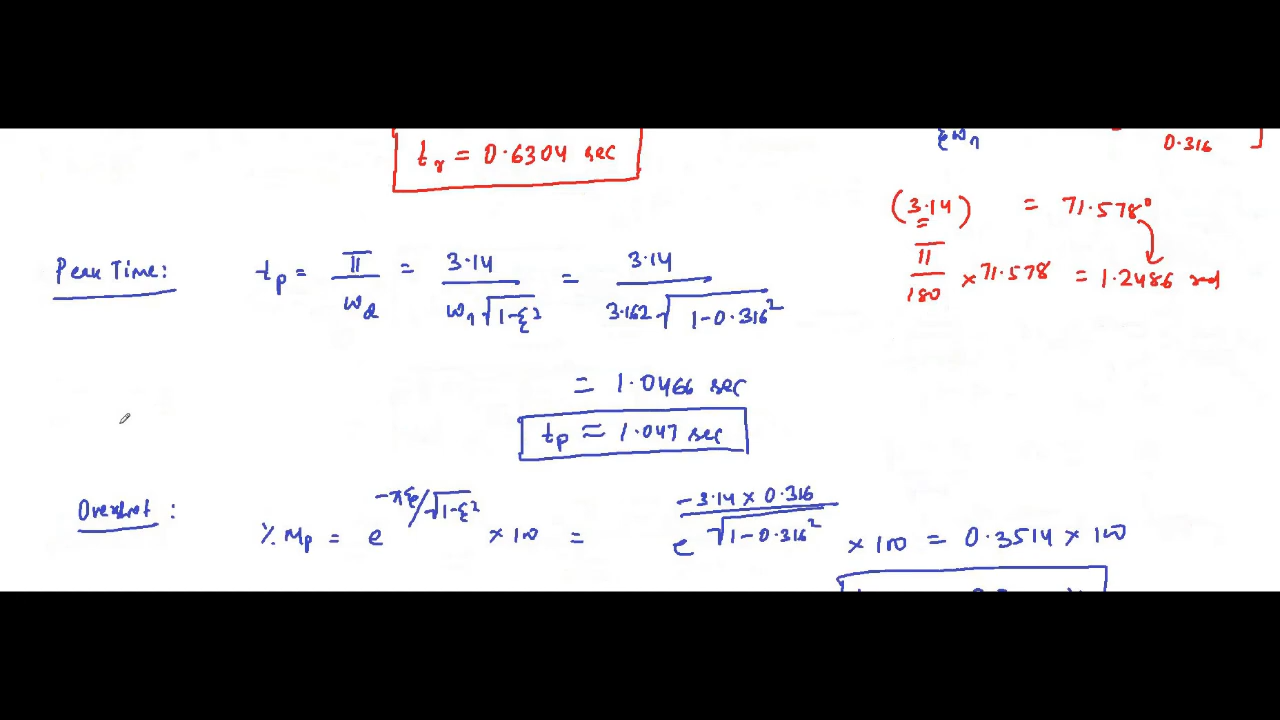 tr = 0.6304 sec
ξωn
0.316 ]
(3.14) = 71.578°
π/180 × 71.578 = 1.2486 rad
Peak Time: tp = π/ωd = 3.14/ωn√1-ξ² = 3.14/3.162√1-0.316²
= 1.0466 sec
tp ≈ 1.047 sec
Overshoot : % Mp = e^-πξ/√1-ξ² × 100 = e^-3.14 × 0.316/√1-0.316² × 100 = 0.3514 × 100